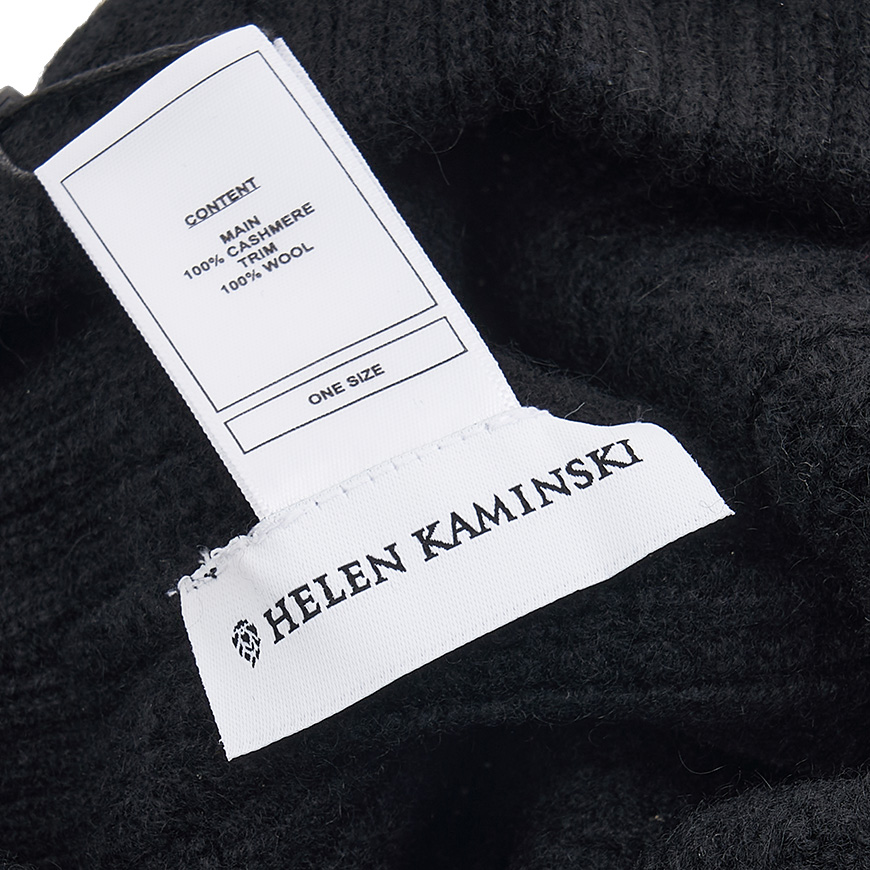 CONTENT
MAIN
100% CASHMERE
TRIM
100% WOOL
ONE SIZE
HELEN KAMINSKI